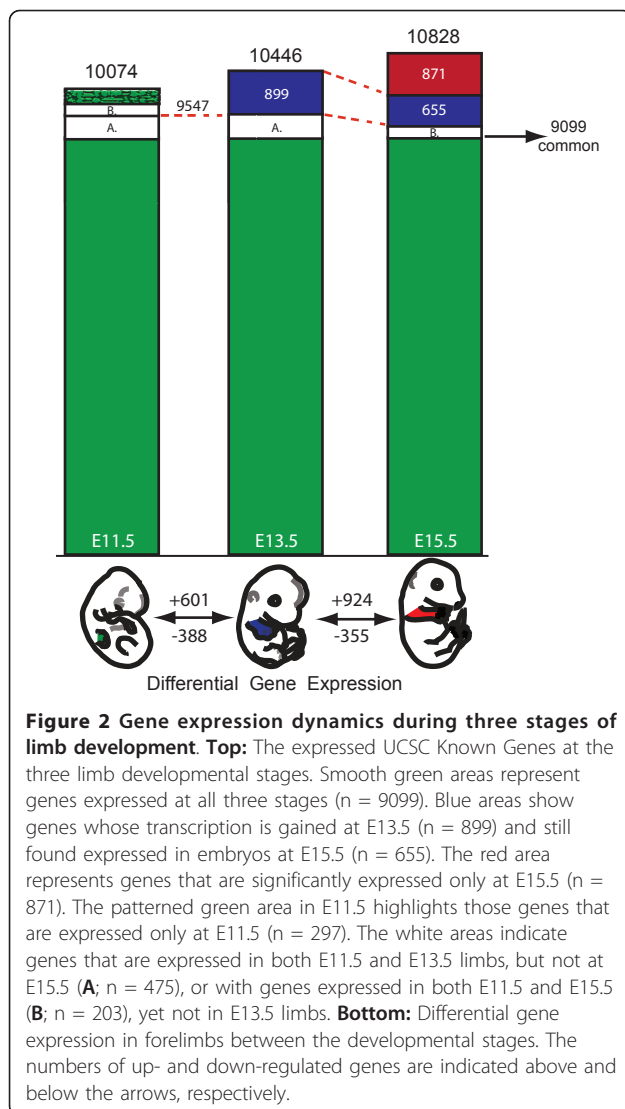 10074
10446
10828
871
899
655
B.
9547
A.
A.
B.
9099
common
E11.5
E13.5
E15.5
+601
+924
-388
-355
Differential Gene Expression
Figure 2 Gene expression dynamics during three stages of
limb development. Top: The expressed UCSC Known Genes at the
three limb developmental stages. Smooth green areas represent
genes expressed at all three stages (n = 9099). Blue areas show
genes whose transcription is gained at E13.5 (n = 899) and still
found expressed in embryos at E15.5 (n = 655). The red area
represents genes that are significantly expressed only at E15.5 (n =
871). The patterned green area in E11.5 highlights those genes that
are expressed only at E11.5 (n = 297). The white areas indicate
genes that are expressed in both E11.5 and E13.5 limbs, but not at
E15.5 (A; n = 475), or with genes expressed in both E11.5 and E15.5
(B; n = 203), yet not in E13.5 limbs. Bottom: Differential gene
expression in forelimbs between the developmental stages. The
numbers of up- and down-regulated genes are indicated above and
below the arrows, respectively.